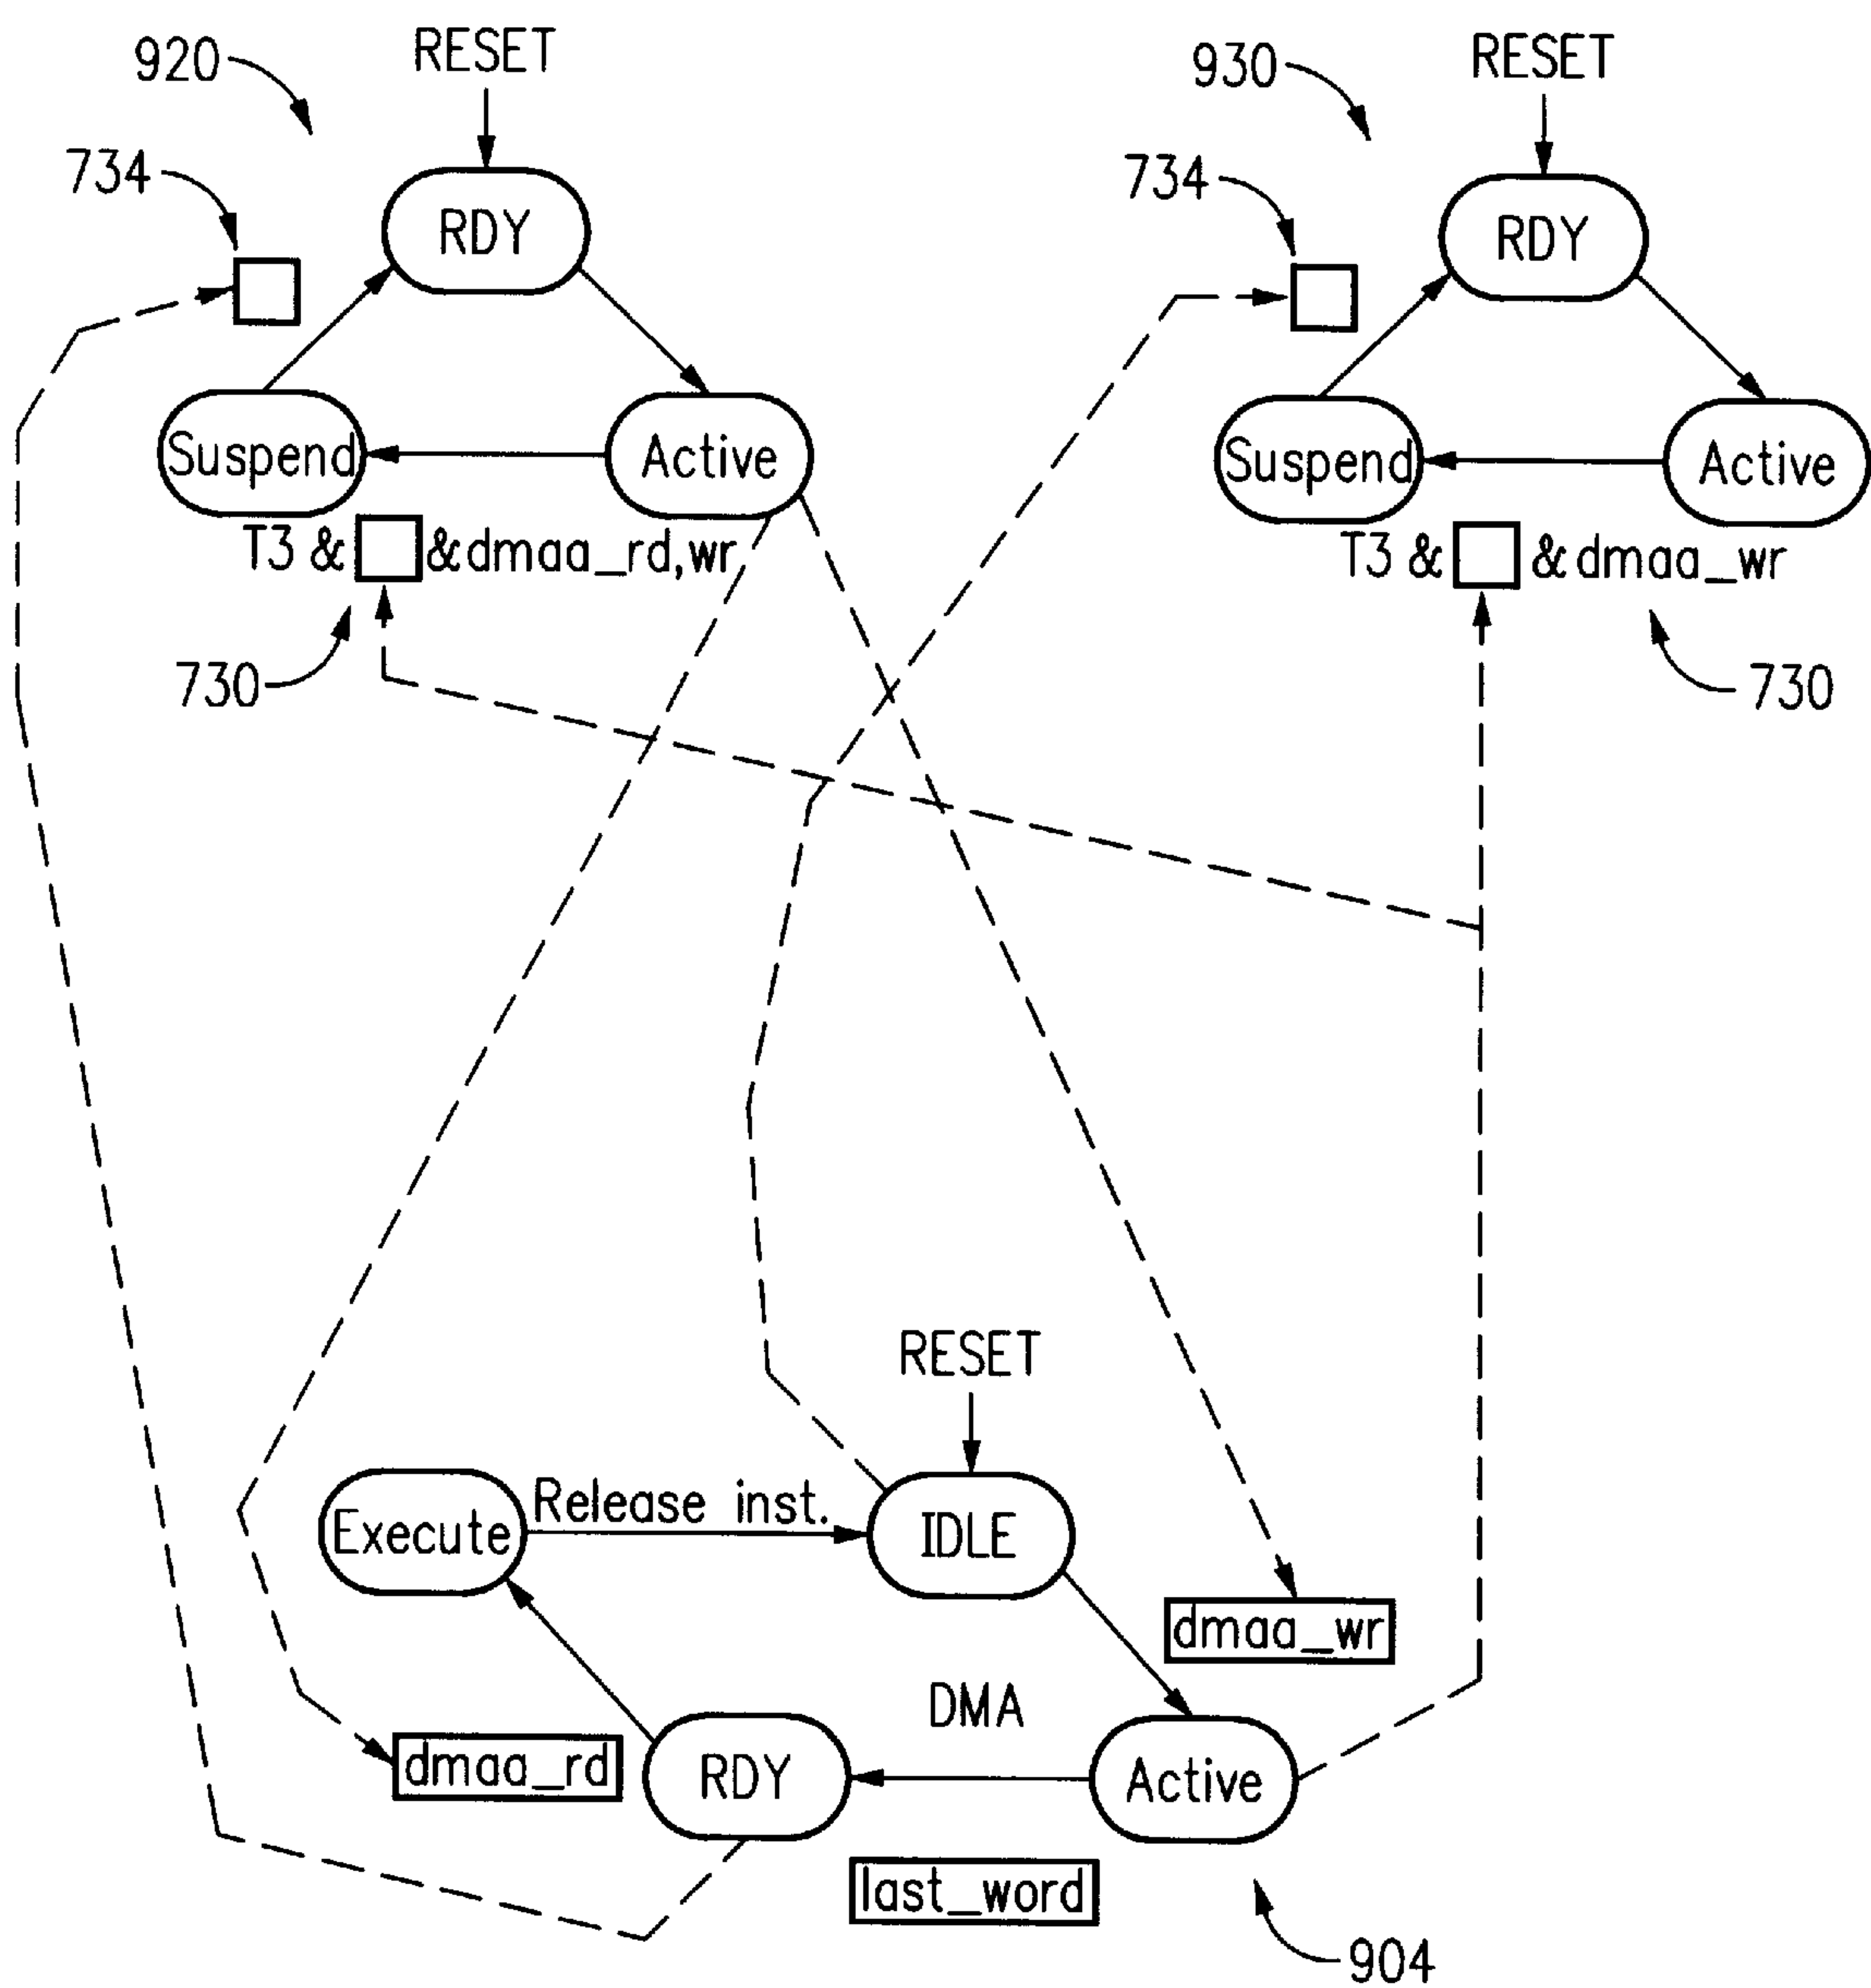 920
RESET
930
RESET
734
RDY
734
RDY
Suspend
Active
Suspend
Active
T3 & &dmaa_rd,wr
T3 & & dmaa_wr
730
730
RESET
Execute
Release inst.
IDLE
dmaa_wr
DMA
dmaa_rd
RDY
Active
last_word
904